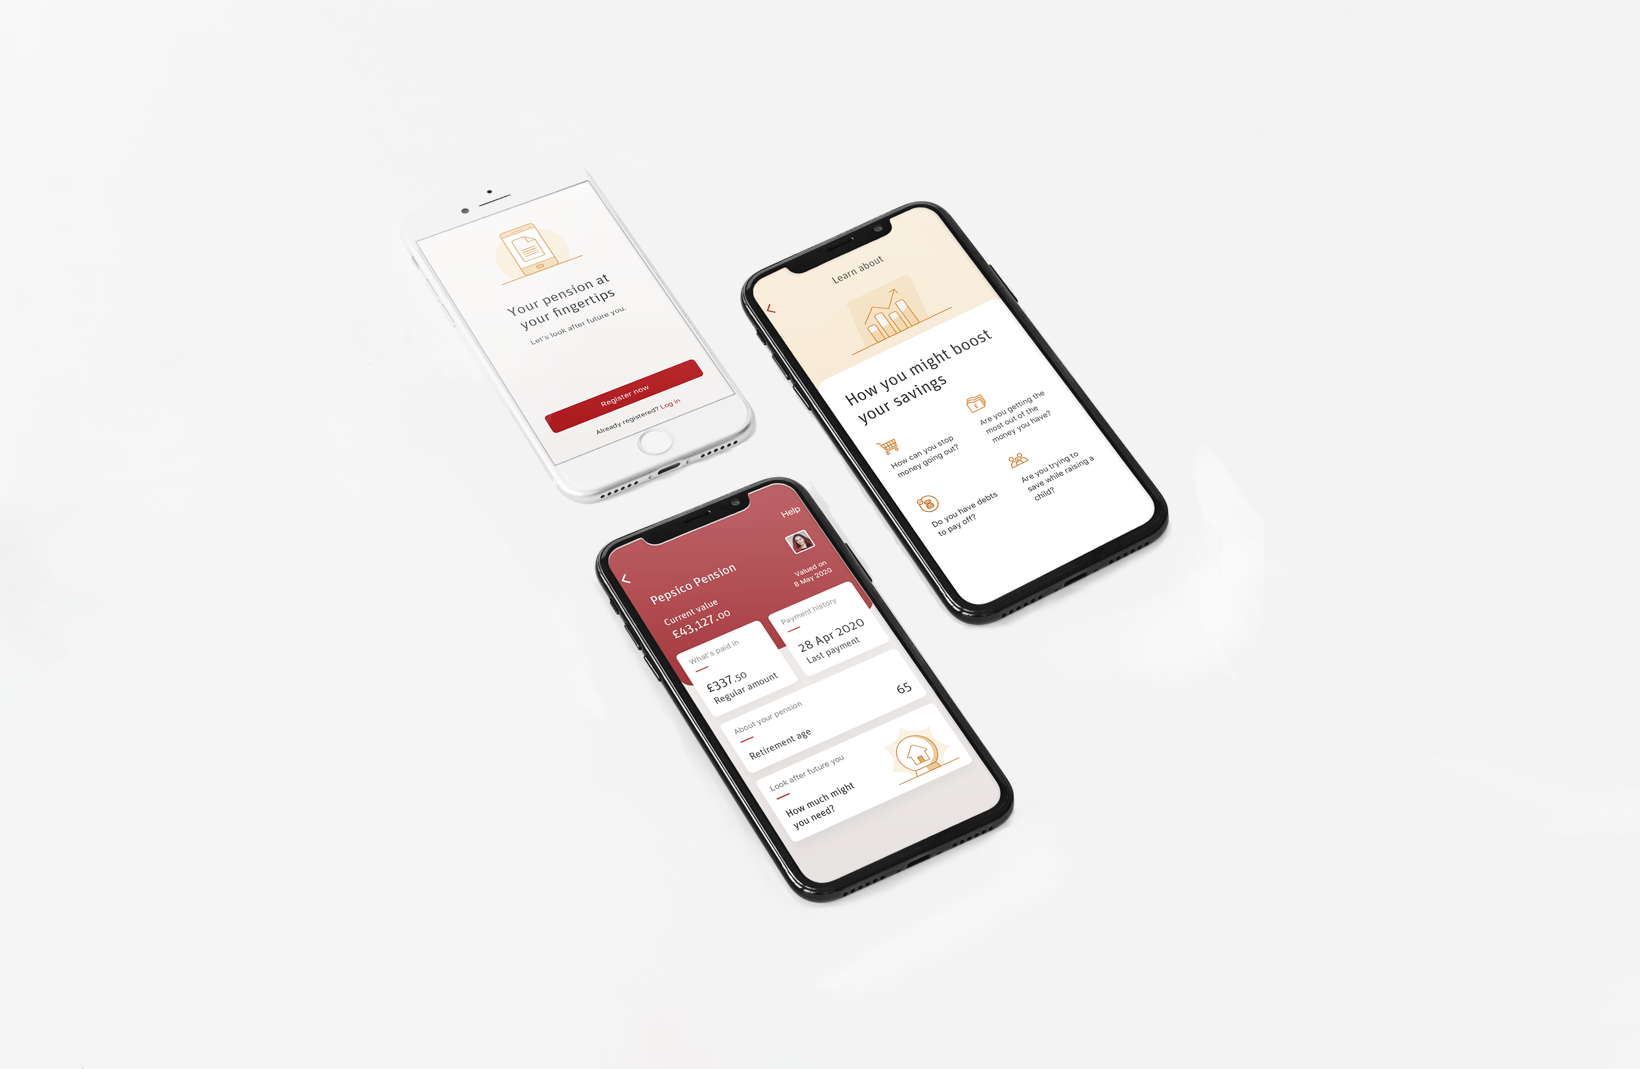 Your pension at
your fingertips
Let's look after future you.
Register now
Already registered? Log in
Learn about
How you might boost
your savings
How can you stop
money going out?
Are you getting the
most out of the
money you have?
Do you have debts
to pay off?
Are you trying to
save while raising a
child?
Help
Pepsico Pension
Current value
£43,127.00
Valued on
8 May 2020
What's paid in
£337.50
Regular amount
Payment history
28 Apr 2020
Last payment
About your pension
Retirement age
65
Look after future you
How much might
you need?